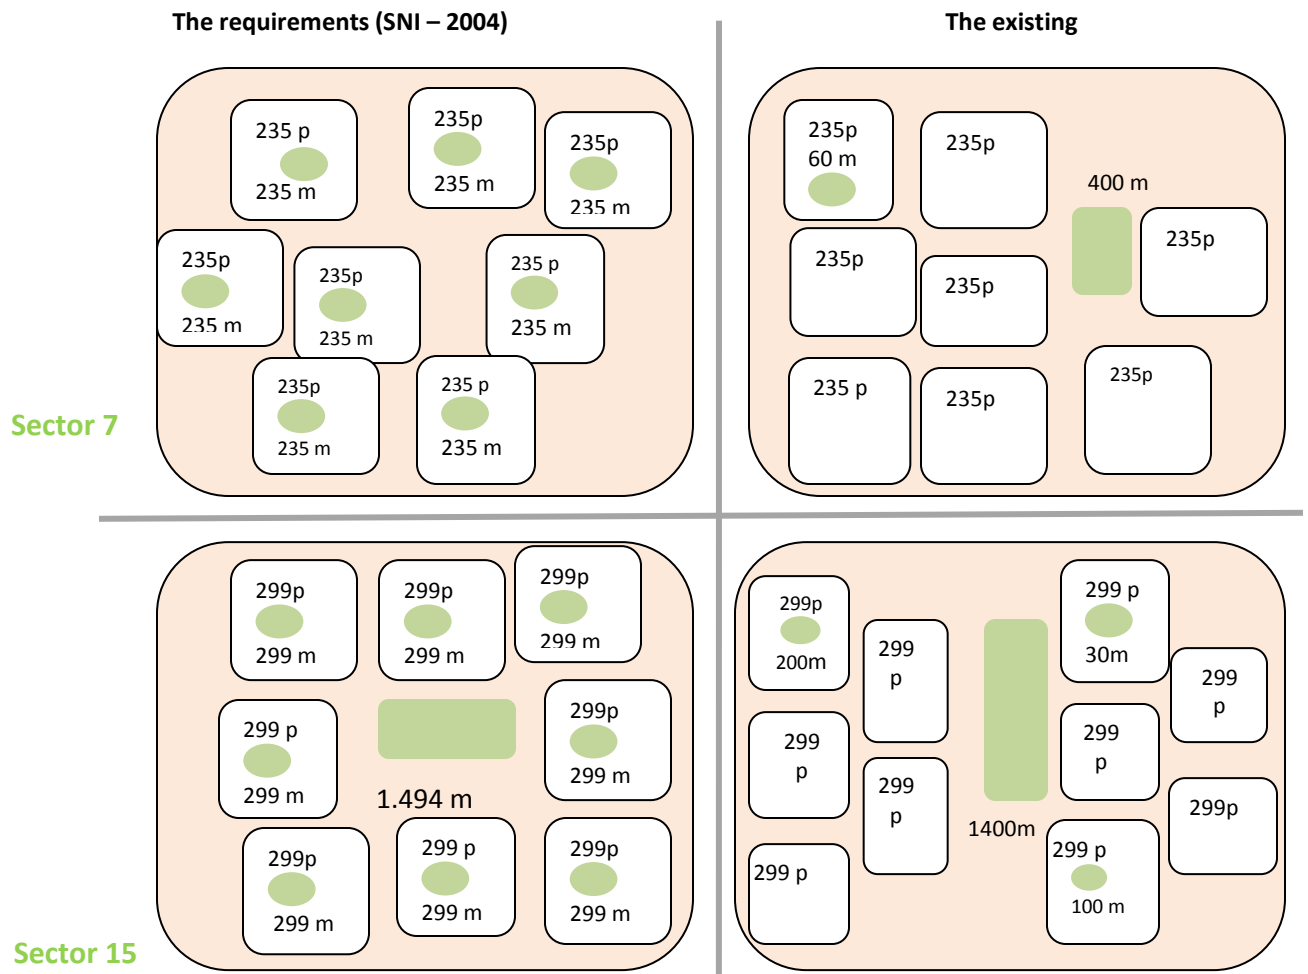 The requirements (SNI – 2004)
The existing
235 p
235 m
235p
235 m
235p
235 m
235p
235 m
235p
235 m
235 p
235 m
235p
235 m
235 p
235 m
235p
60 m
235p
400 m
235p
235p
235p
235 p
235p
235p
Sector 7
299p
299 m
299p
299 m
299p
299 m
299 p
299 m
1.494 m
299p
299 m
299p
299 m
299 p
299 m
299p
299 m
299p
200m
299
p
299 p
30m
299
p
299
p
299
p
299
p
299p
1400m
299 p
299 p
100 m
Sector 15